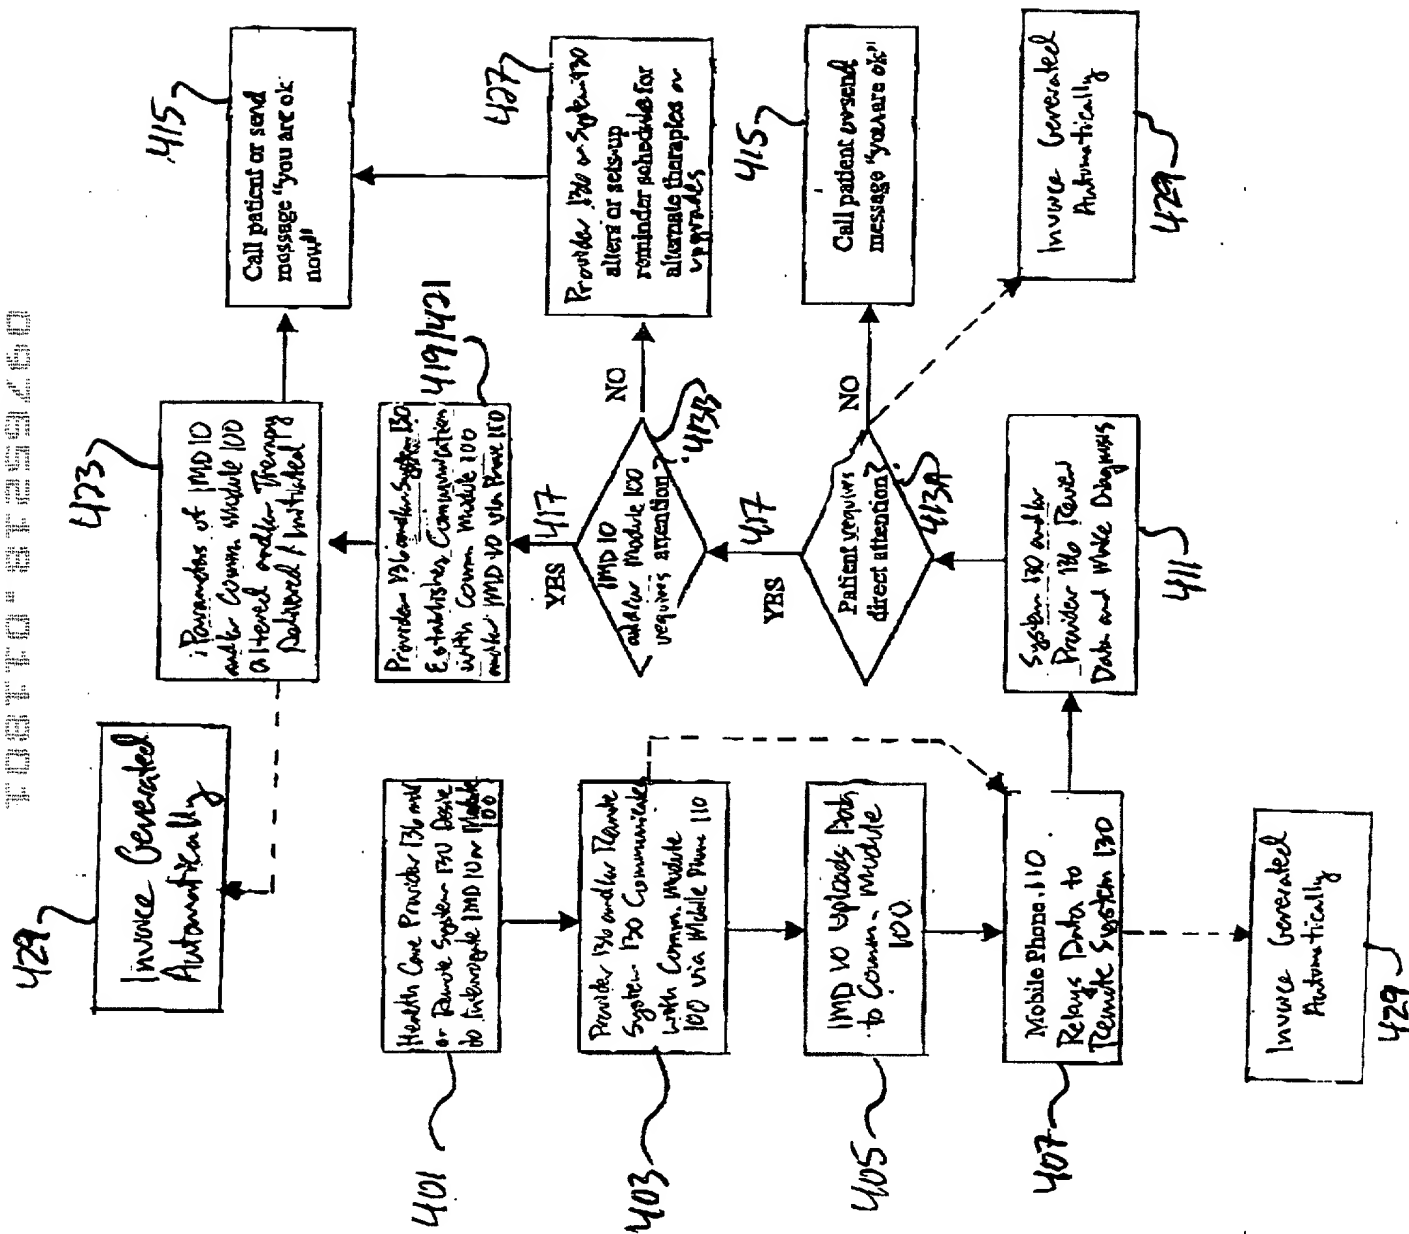 429
Invoice Generated
Automatically
423
Parameters of IMD 10
and/or Comm. Module 100
altered and/or Therapy
Delivered / Initiated
415
Call patient or send
message "you are ok
now"
401
Health Care Provider 136 and/
or Remote System 130 Desire
to Interrogate IMD 10 or Module
100
Provider 136 and/or System 130
Establishes Communication
with Comm. Module 100
and/or IMD 10 via Phone 110
419/421
427
Provider 136 or System 130
alters or sets-up
reminder schedule for
alternate therapies or
upgrades
403
Provider 136 and/or Remote
System 130 Communicates
with Comm. Module
100 via Mobile Phone 110
417
YES
IMD 10
and/or Module 100
requires attention?
413B
NO
405
IMD 10 Uploads Data
to Comm. Module
100.
417
YES
Patient requires
direct attention?
413A
NO
415
Call patient or send
message "you are ok"
407
Mobile Phone 110
Relays Data to
Remote System 130
System 130 and/or
Provider 136 Review
Data and Make Diagnosis
411
Invoice Generated
Automatically
429
Invoice Generated
Automatically
429